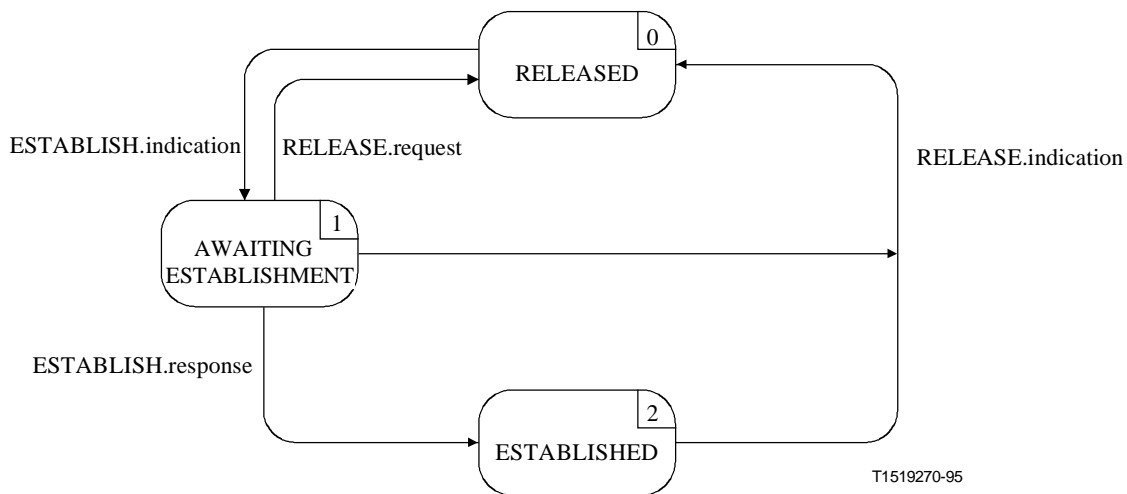 0
RELEASED
ESTABLISH.indication
RELEASE.request
RELEASE.indication
1
AWAITING
ESTABLISHMENT
ESTABLISH.response
2
ESTABLISHED
T1519270-95